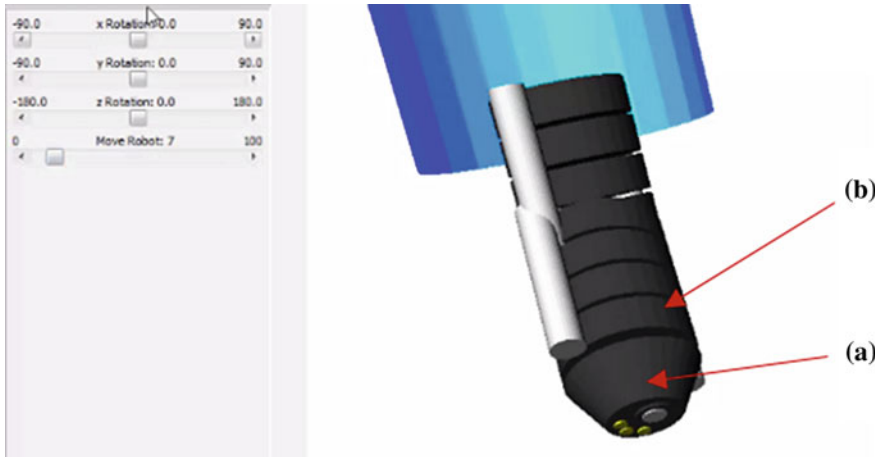 -90.0 x Rotation: 0.0 90.0
-90.0 y Rotation: 0.0 90.0
-180.0 z Rotation: 0.0 180.0
0 Move Robot: 7 100
(b)
(a)